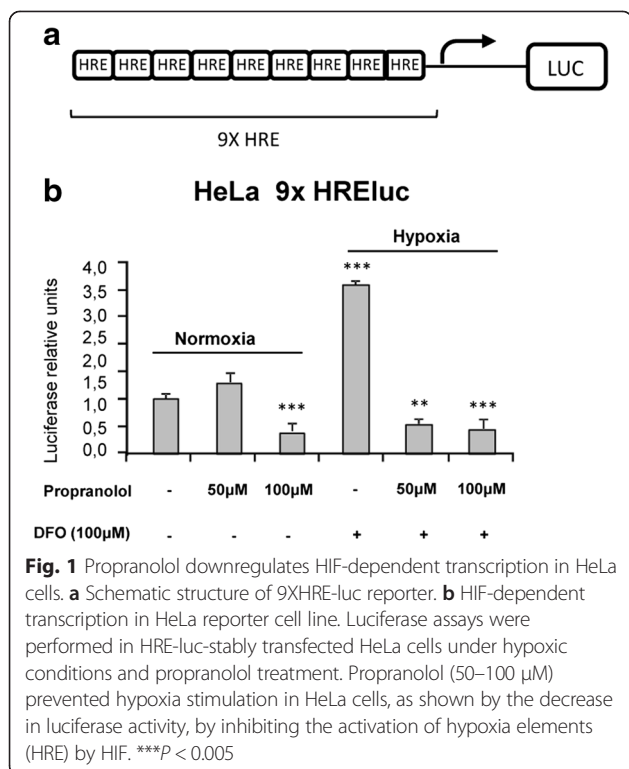 a
HRE HRE HRE HRE HRE HRE HRE HRE HRE
LUC
9X HRE
b
HeLa 9x HREluc
Hypoxia
Normoxia
Luciferase relative units
4,0
3,5
3,0
2,5
2,0
1,5
1,0
0,5
0,0
***
***
**
***
Propranolol - 50µM 100µM - 50µM 100µM
DFO (100µM) - - - + + +
Fig. 1 Propranolol downregulates HIF-dependent transcription in HeLa
cells. a Schematic structure of 9XHRE-luc reporter. b HIF-dependent
transcription in HeLa reporter cell line. Luciferase assays were
performed in HRE-luc-stably transfected HeLa cells under hypoxic
conditions and propranolol treatment. Propranolol (50–100 µM)
prevented hypoxia stimulation in HeLa cells, as shown by the decrease
in luciferase activity, by inhibiting the activation of hypoxia elements
(HRE) by HIF. ***P < 0.005